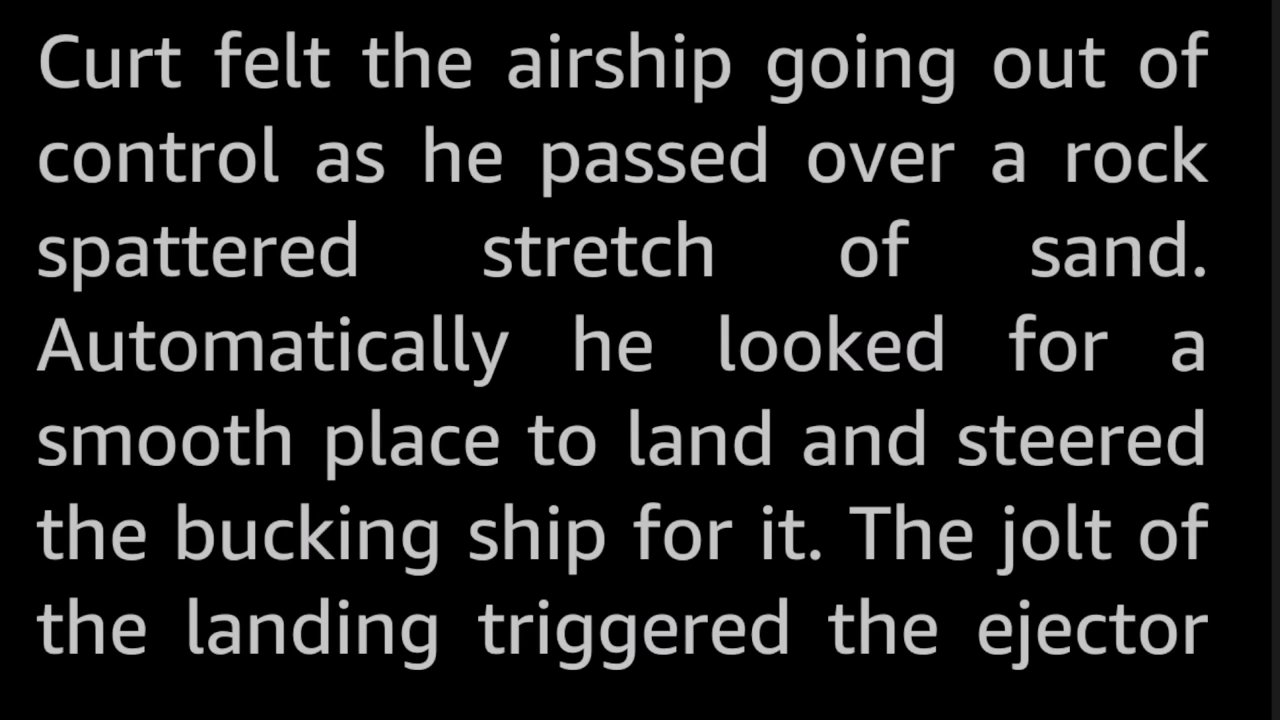 Curt felt the airship going out of
control as he passed over a rock
spattered stretch of sand.
Automatically he looked for a
smooth place to land and steered
the bucking ship for it. The jolt of
the landing triggered the ejector